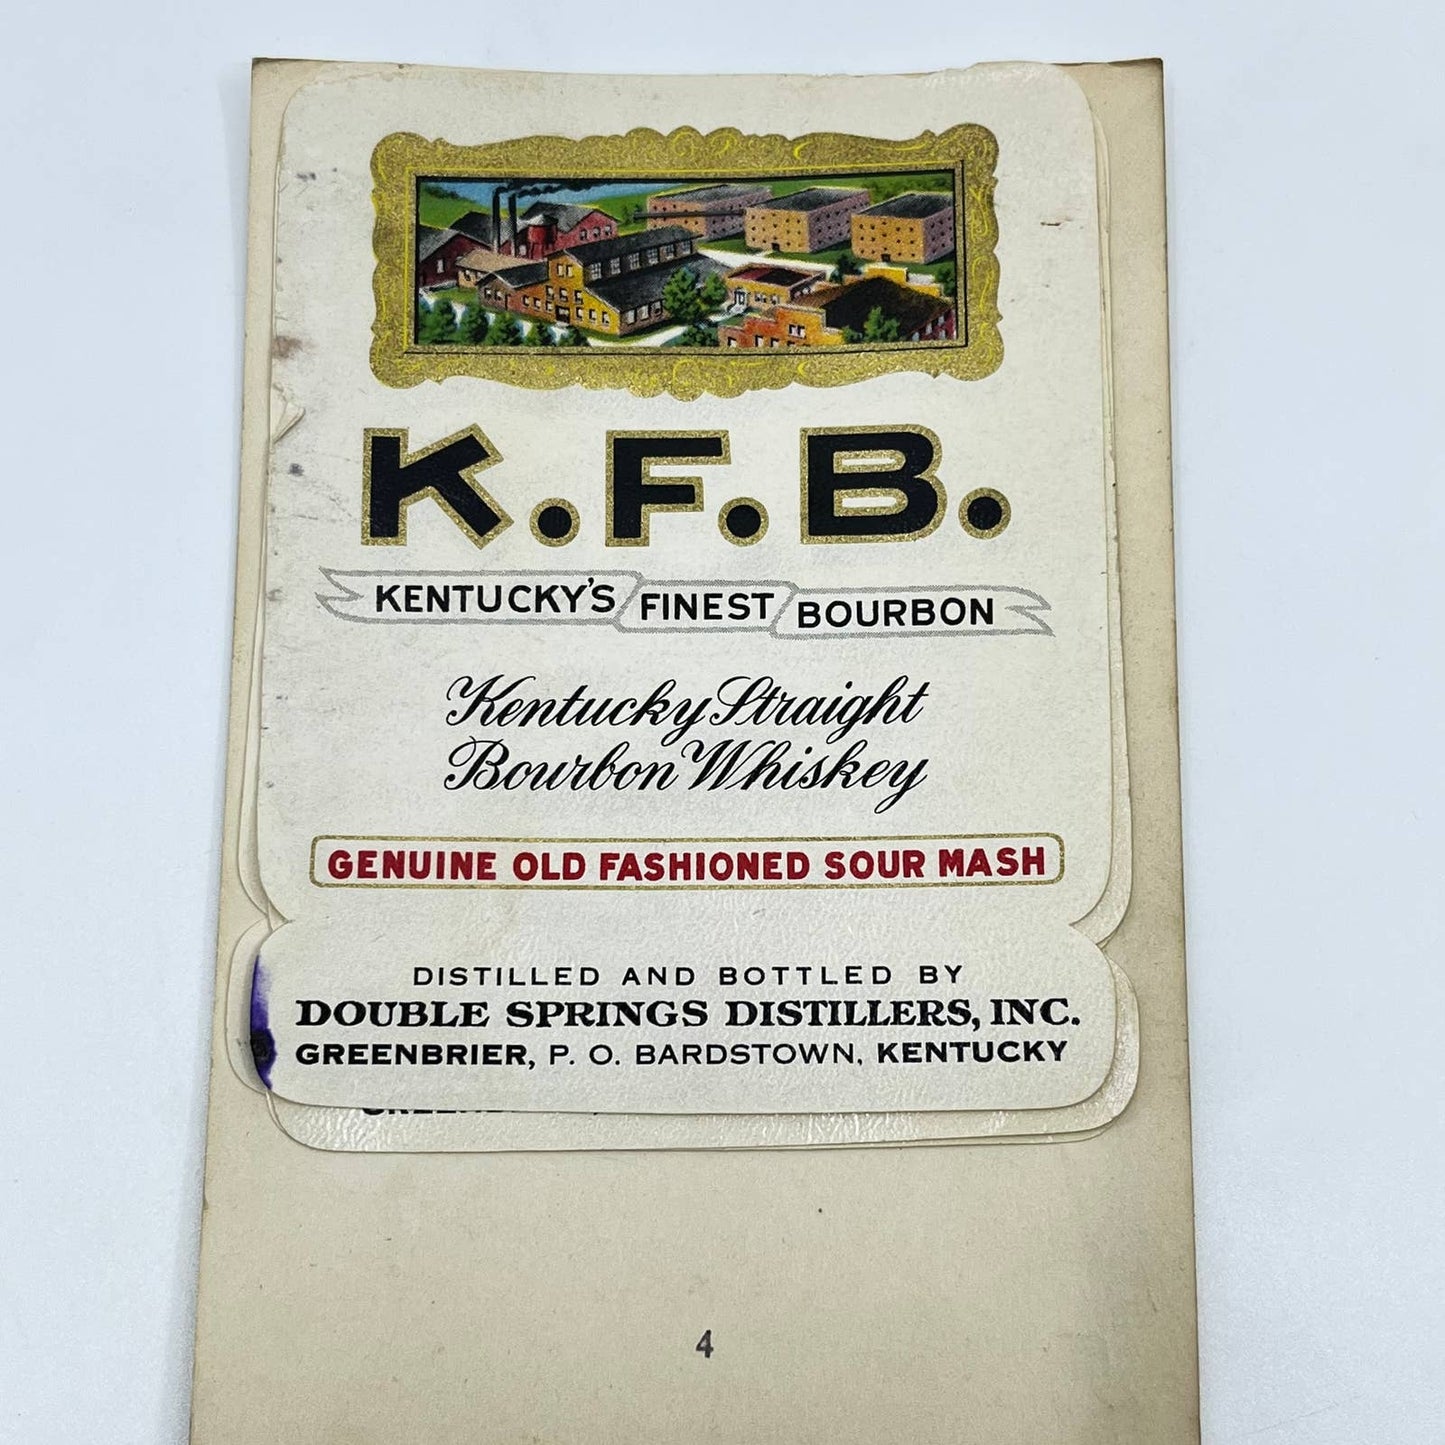 K.F.B.
KENTUCKY'S FINEST BOURBON
Kentucky Straight
Bourbon Whiskey
GENUINE OLD FASHIONED SOUR MASH
DISTILLED AND BOTTLED BY
DOUBLE SPRINGS DISTILLERS, INC.
GREENBRIER, P. O. BARDSTOWN, KENTUCKY
4